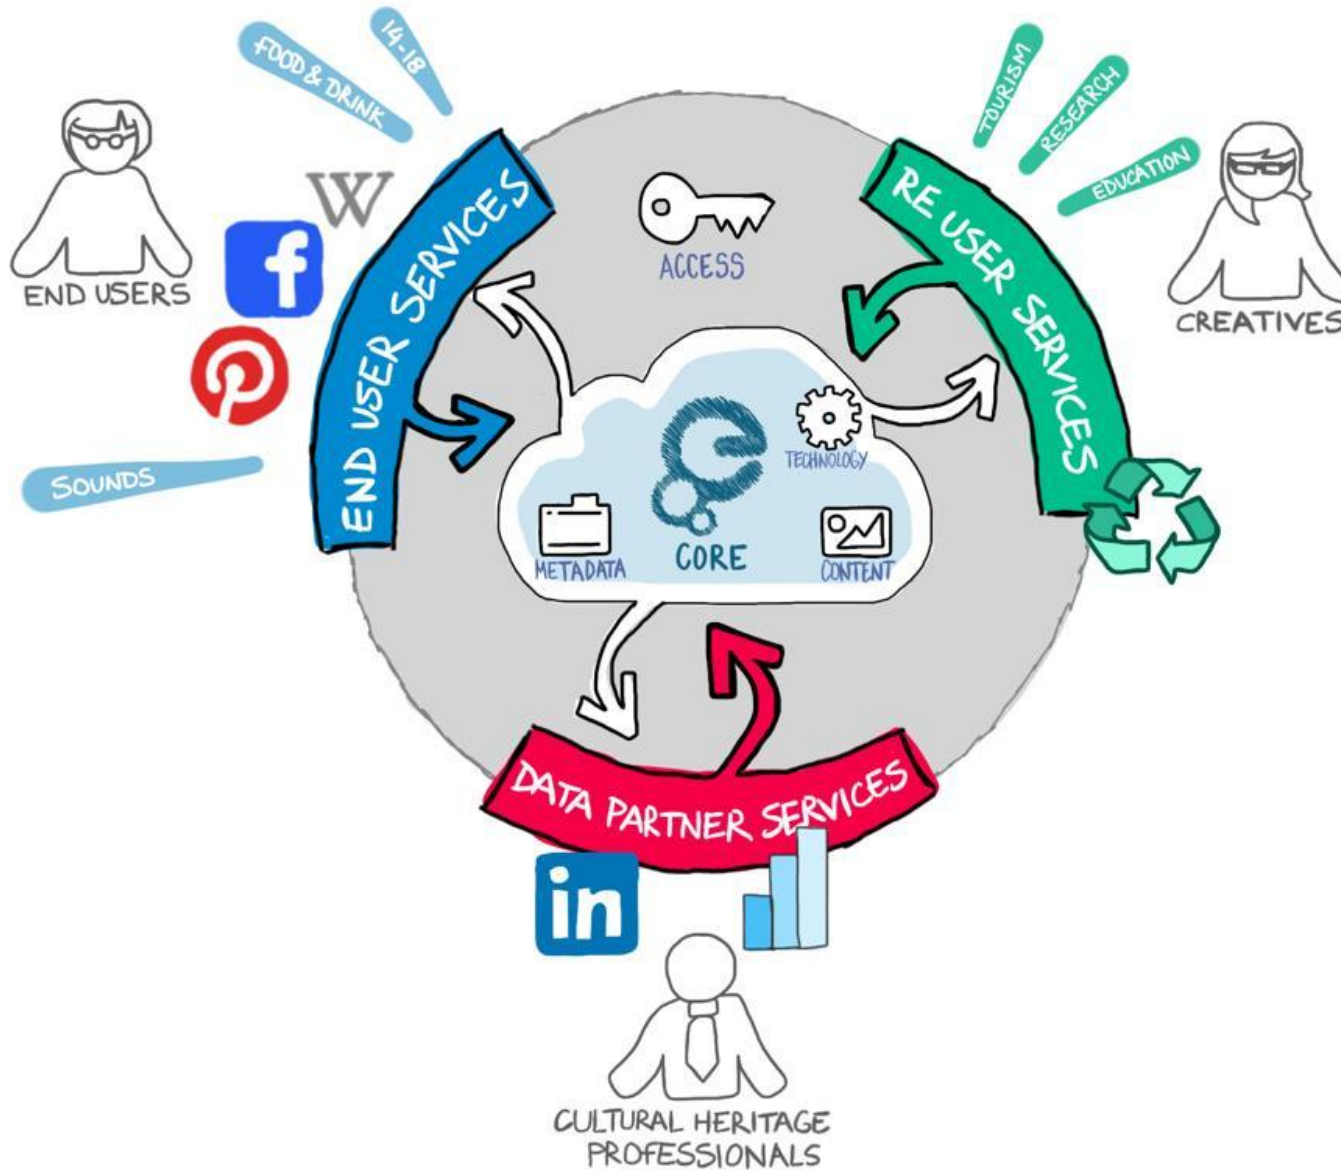 14-18
FOOD & DRINK
TOURISM
RESEARCH
EDUCATION
W
f
END USERS
END USER SERVICES
ACCESS
RE USER SERVICES
CREATIVES
SOUNDS
TECHNOLOGY
METADATA
CORE
CONTENT
DATA PARTNER SERVICES
in
CULTURAL HERITAGE
PROFESSIONALS